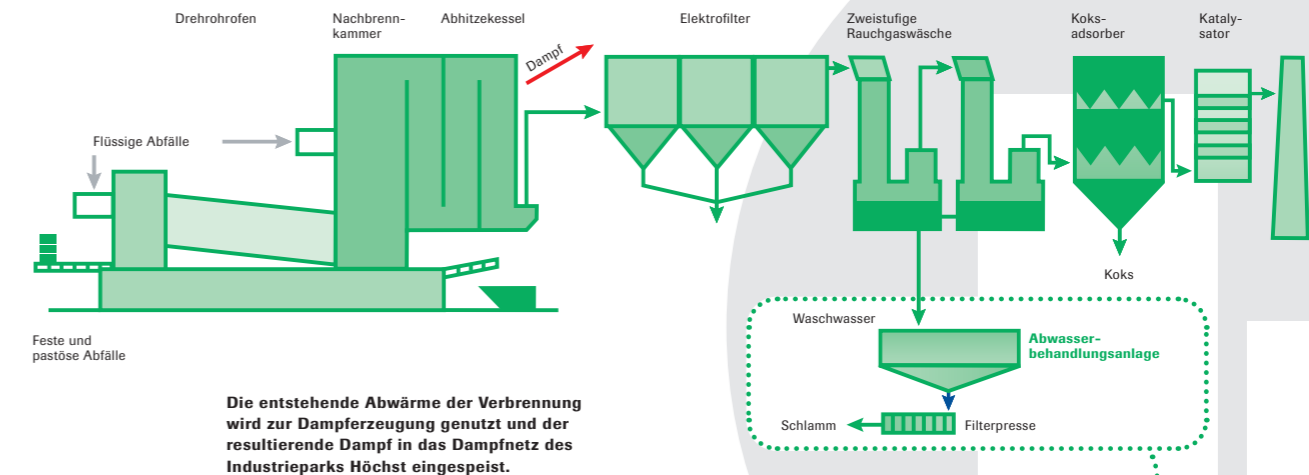 Drehrohrofen
Nachbrenn-
kammer
Abhitzekessel
Elektrofilter
Zweistufige
Rauchgaswäsche
Koks-
adsorber
Kataly-
sator
Dampf
Flüssige Abfälle
Koks
Feste und
pastöse Abfälle
Waschwasser
Abwasser-
behandlungsanlage
Schlamm
Filterpresse
Die entstehende Abwärme der Verbrennung
wird zur Dampferzeugung genutzt und der
resultierende Dampf in das Dampfnetz des
Industrieparks Höchst eingespeist.